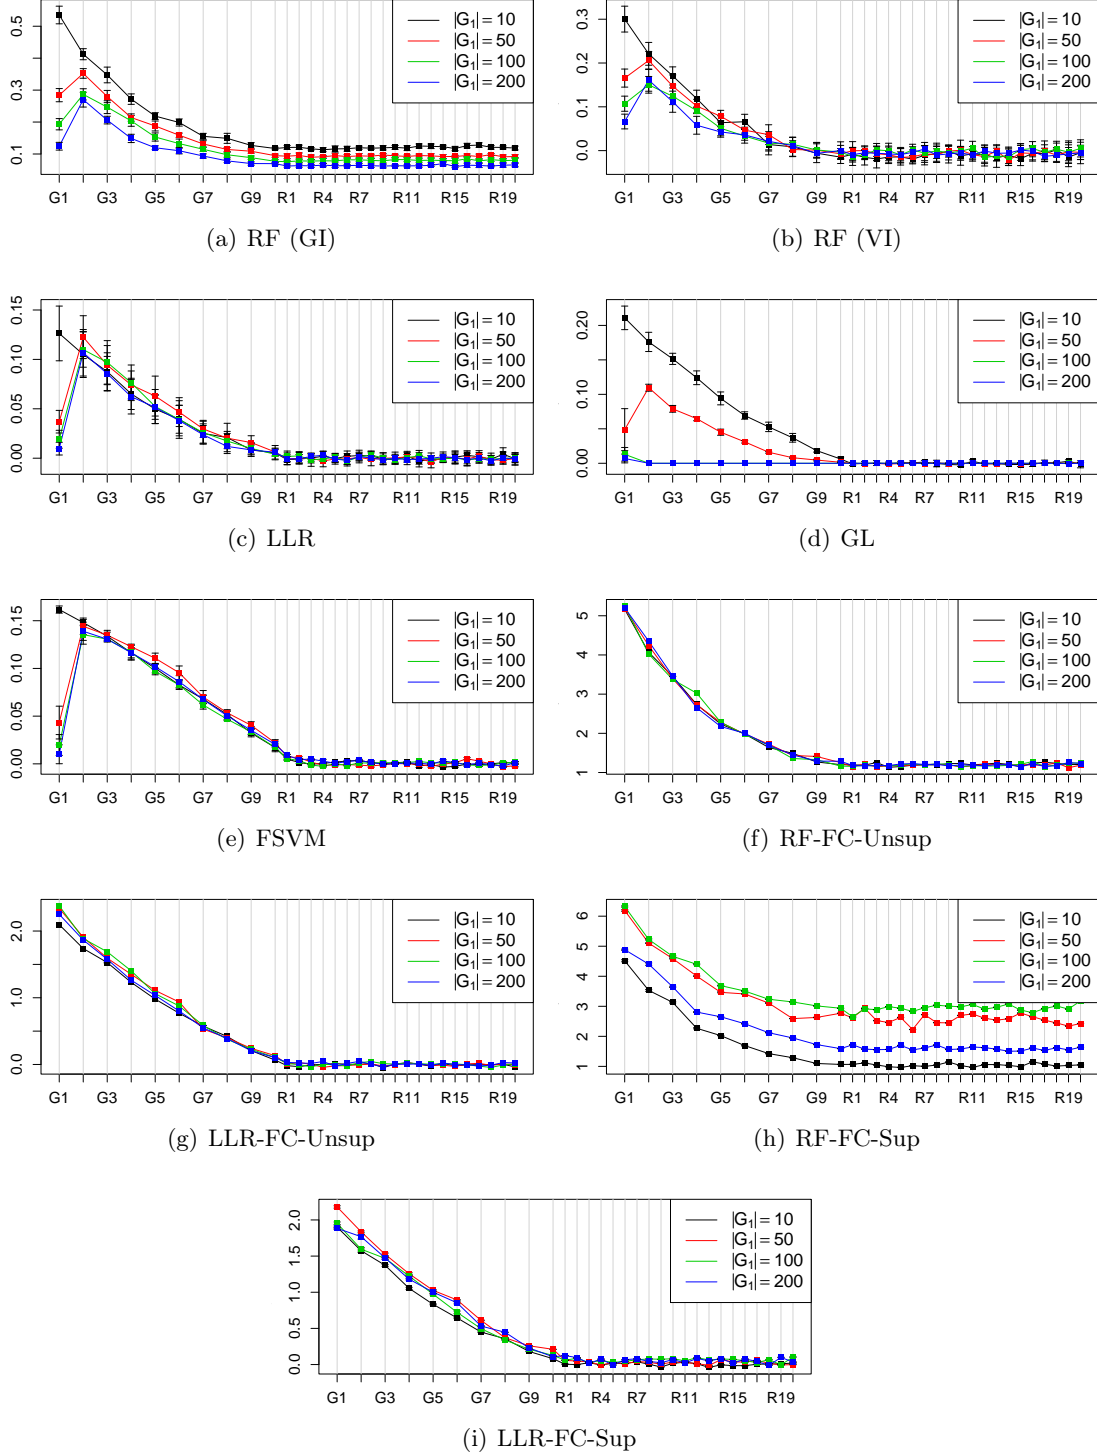 0.1 0.3 0.5
|G₁| = 10
|G₁| = 50
|G₁| = 100
|G₁| = 200
G1 G3 G5 G7 G9 R1 R4 R7 R11 R15 R19
(a) RF (GI)
0.0 0.1 0.2 0.3
|G₁| = 10
|G₁| = 50
|G₁| = 100
|G₁| = 200
G1 G3 G5 G7 G9 R1 R4 R7 R11 R15 R19
(b) RF (VI)
0.00 0.05 0.10 0.15
|G₁| = 10
|G₁| = 50
|G₁| = 100
|G₁| = 200
G1 G3 G5 G7 G9 R1 R4 R7 R11 R15 R19
(c) LLR
0.00 0.10 0.20
|G₁| = 10
|G₁| = 50
|G₁| = 100
|G₁| = 200
G1 G3 G5 G7 G9 R1 R4 R7 R11 R15 R19
(d) GL
0.00 0.05 0.15
|G₁| = 10
|G₁| = 50
|G₁| = 100
|G₁| = 200
G1 G3 G5 G7 G9 R1 R4 R7 R11 R15 R19
(e) FSVM
1 2 3 4 5
|G₁| = 10
|G₁| = 50
|G₁| = 100
|G₁| = 200
G1 G3 G5 G7 G9 R1 R4 R7 R11 R15 R19
(f) RF-FC-Unsup
0.0 1.0 2.0
|G₁| = 10
|G₁| = 50
|G₁| = 100
|G₁| = 200
G1 G3 G5 G7 G9 R1 R4 R7 R11 R15 R19
(g) LLR-FC-Unsup
1 2 3 4 5 6
|G₁| = 10
|G₁| = 50
|G₁| = 100
|G₁| = 200
G1 G3 G5 G7 G9 R1 R4 R7 R11 R15 R19
(h) RF-FC-Sup
0.0 0.5 1.0 1.5 2.0
|G₁| = 10
|G₁| = 50
|G₁| = 100
|G₁| = 200
G1 G3 G5 G7 G9 R1 R4 R7 R11 R15 R19
(i) LLR-FC-Sup